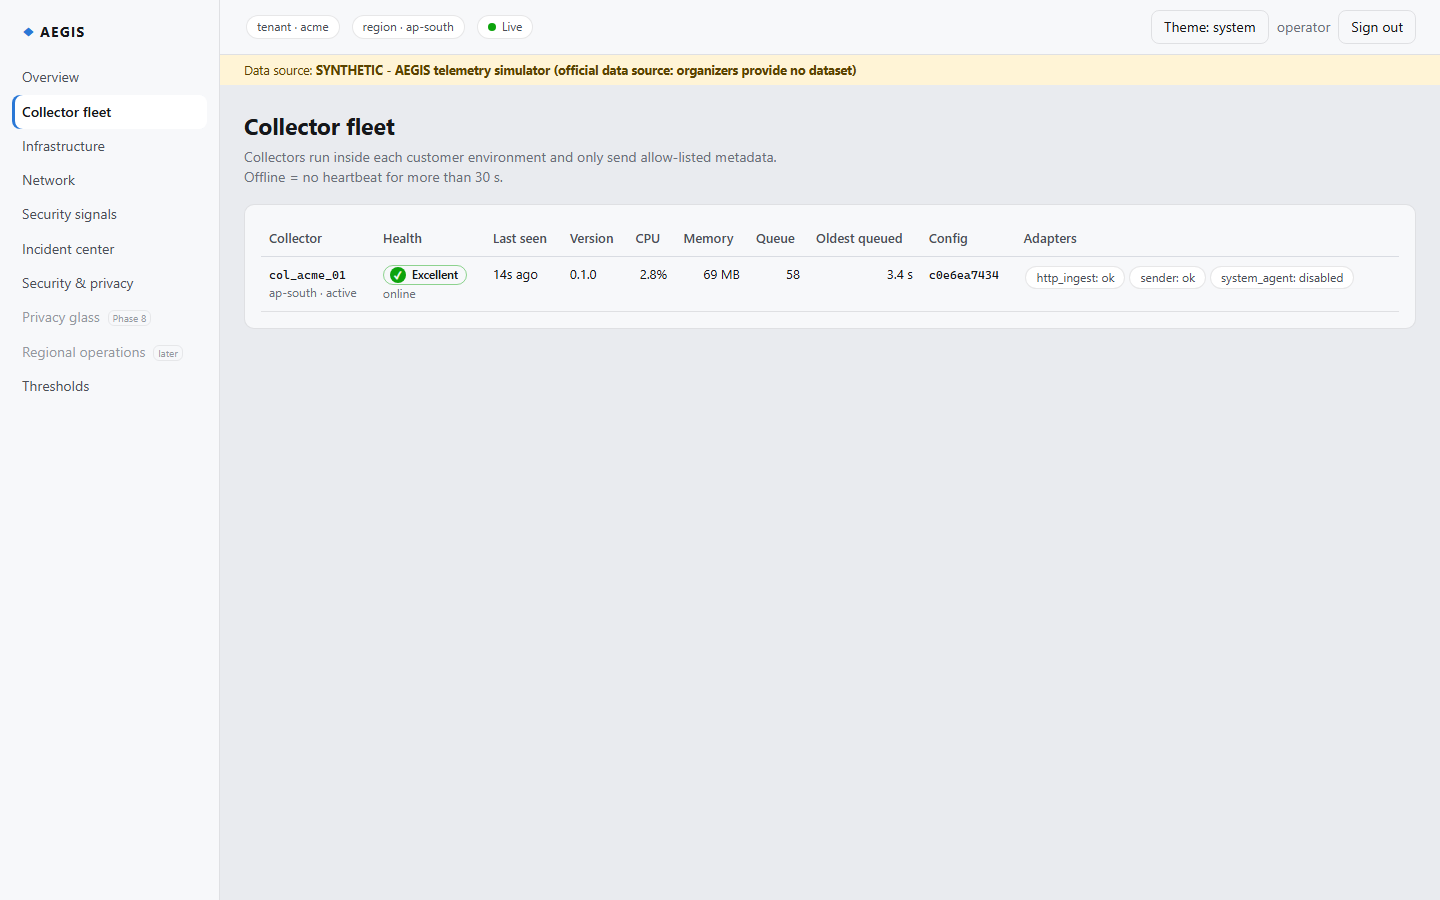 AEGIS
tenant · acme
region · ap-south
Live
Theme: system
operator
Sign out
Data source: SYNTHETIC - AEGIS telemetry simulator (official data source: organizers provide no dataset)
Overview
Collector fleet
Infrastructure
Network
Security signals
Incident center
Security & privacy
Privacy glass Phase 8
Regional operations later
Thresholds
Collector fleet
Collectors run inside each customer environment and only send allow-listed metadata.
Offline = no heartbeat for more than 30 s.
Collector Health Last seen Version CPU Memory Queue Oldest queued Config Adapters
col_acme_01 Excellent 14s ago 0.1.0 2.8% 69 MB 58 3.4 s c0e6ea7434 http_ingest: ok sender: ok system_agent: disabled
ap-south · active online